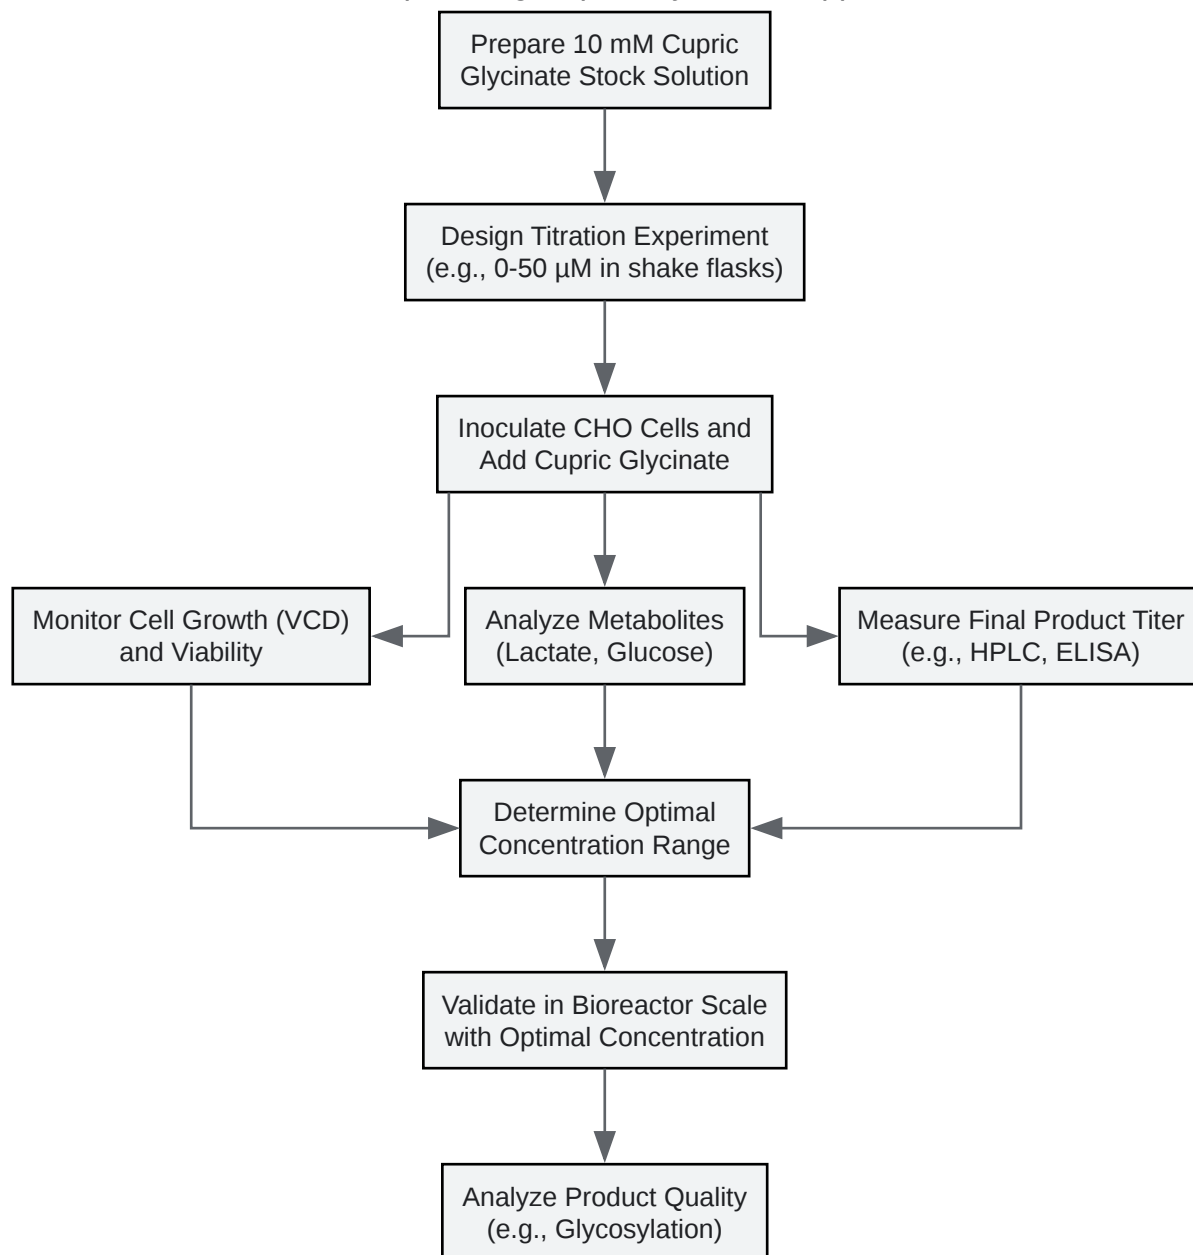 Prepare 10 mM Cupric
Glycinate Stock Solution
Design Titration Experiment
(e.g., 0-50 µM in shake flasks)
Inoculate CHO Cells and
Add Cupric Glycinate
Monitor Cell Growth (VCD)
and Viability
Analyze Metabolites
(Lactate, Glucose)
Measure Final Product Titer
(e.g., HPLC, ELISA)
Determine Optimal
Concentration Range
Validate in Bioreactor Scale
with Optimal Concentration
Analyze Product Quality
(e.g., Glycosylation)